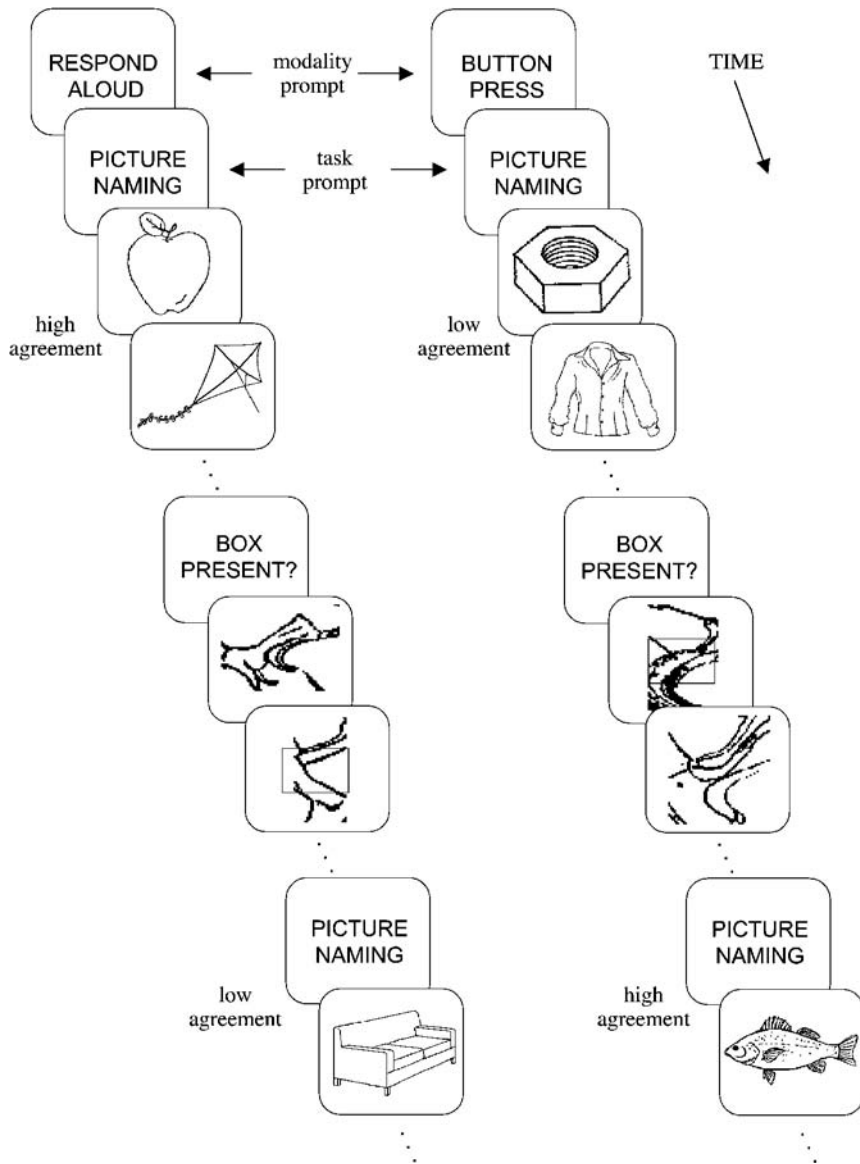 RESPOND
ALOUD
modality
prompt
BUTTON
PRESS
TIME
PICTURE
NAMING
task
prompt
PICTURE
NAMING
high
agreement
low
agreement
BOX
PRESENT?
BOX
PRESENT?
PICTURE
NAMING
PICTURE
NAMING
low
agreement
high
agreement